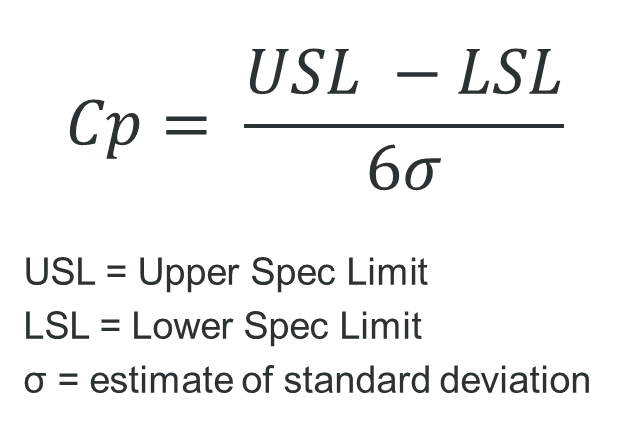 Cp = USL − LSL
6σ
USL = Upper Spec Limit
LSL = Lower Spec Limit
σ = estimate of standard deviation